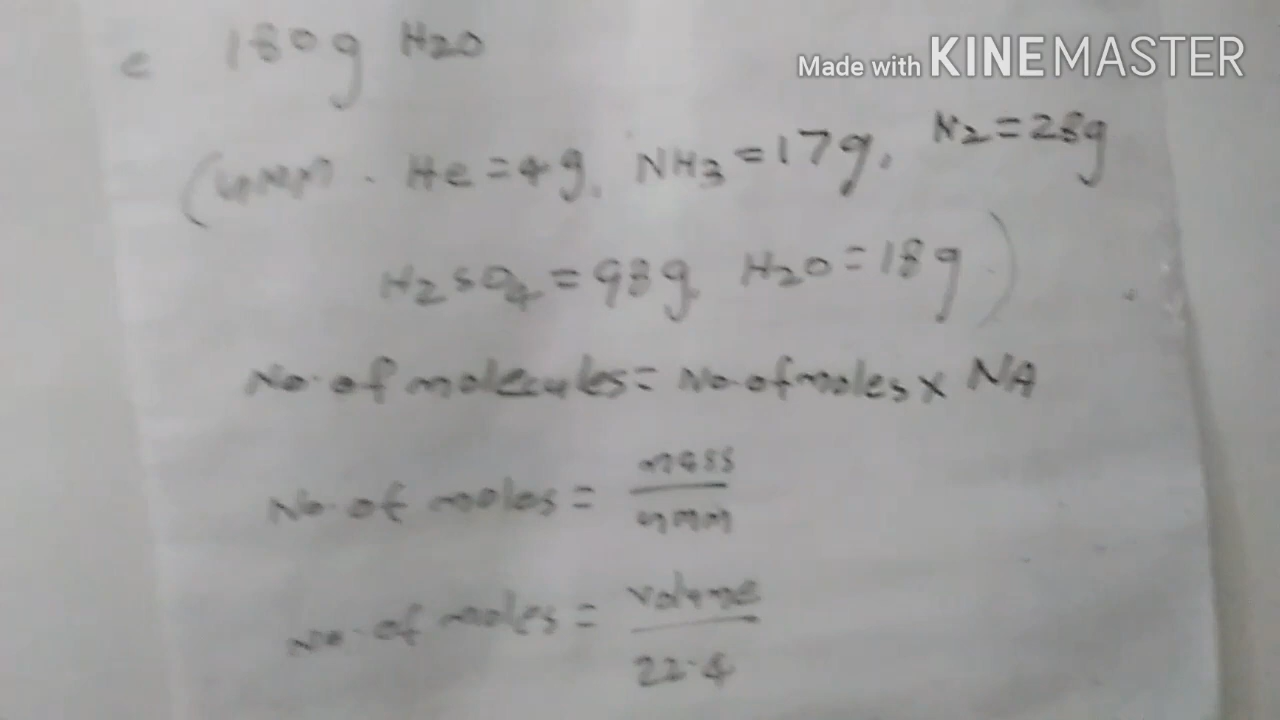 Made with KINEMASTER
e 180g H2O
(GMM. He = 4g, NH3 = 17g, N2 = 28g
H2SO4 = 98g H2O = 18g.)
No. of molecules = No. of moles x NA
No. of moles = mass
GMM
No. of moles = volume
22.4